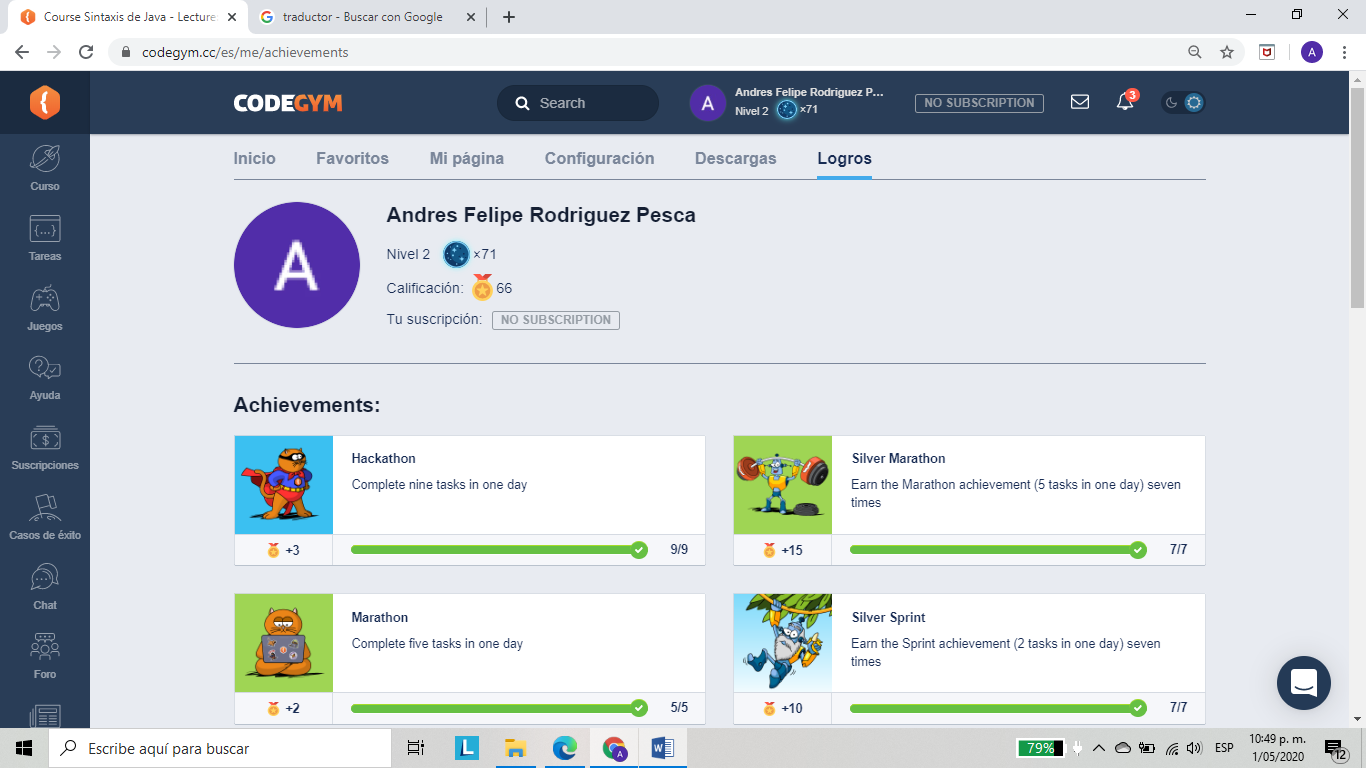 Course Sintaxis de Java - Lecture:
traductor - Buscar con Google
codegym.cc/es/me/achievements
A
CODEGYM
Search
A
Andres Felipe Rodriguez P...
Nivel 2 ×71
NO SUBSCRIPTION
3
Curso
Tareas
Juegos
Ayuda
Suscripciones
Casos de éxito
Chat
Foro
Inicio Favoritos Mi página Configuración Descargas Logros
A
Andres Felipe Rodriguez Pesca
Nivel 2 ×71
Calificación: 66
Tu suscripción: NO SUBSCRIPTION
Achievements:
Hackathon
Complete nine tasks in one day
+3 9/9
Silver Marathon
Earn the Marathon achievement (5 tasks in one day) seven
times
+15 7/7
Marathon
Complete five tasks in one day
+2 5/5
Silver Sprint
Earn the Sprint achievement (2 tasks in one day) seven
times
+10 7/7
Escribe aquí para buscar
L
A
W
79%
ESP
10:49 p. m.
1/05/2020
12